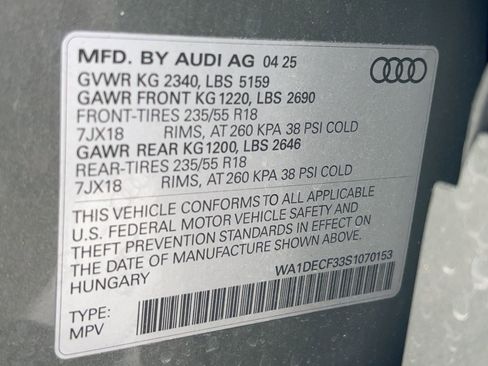 MFD. BY AUDI AG 04 25
GVWR KG 2340, LBS 5159
GAWR FRONT KG 1220, LBS 2690
FRONT-TIRES 235/55 R18
7JX18 RIMS, AT 260 KPA 38 PSI COLD
GAWR REAR KG 1200, LBS 2646
REAR-TIRES 235/55 R18
7JX18 RIMS, AT 260 KPA 38 PSI COLD
THIS VEHICLE CONFORMS TO ALL APPLICABLE
U.S. FEDERAL MOTOR VEHICLE SAFETY AND
THEFT PREVENTION STANDARDS IN EFFECT ON
THE DATE OF MANUFACTURE SHOWN ABOVE.
HUNGARY
WA1DECF33S1070153
TYPE:
MPV